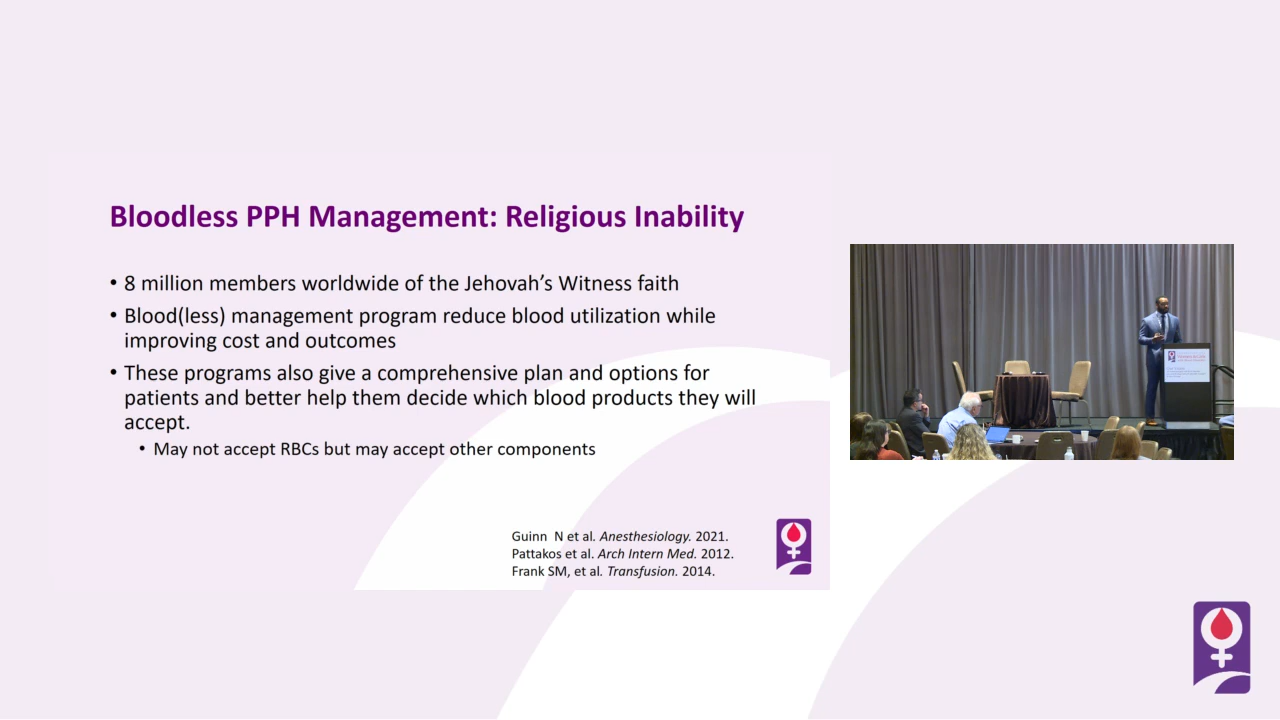 Bloodless PPH Management: Religious Inability
• 8 million members worldwide of the Jehovah’s Witness faith
• Blood(less) management program reduce blood utilization while
improving cost and outcomes
• These programs also give a comprehensive plan and options for
patients and better help them decide which blood products they will
accept.
• May not accept RBCs but may accept other components
Guinn N et al. Anesthesiology. 2021.
Pattakos et al. Arch Intern Med. 2012.
Frank SM, et al. Transfusion. 2014.